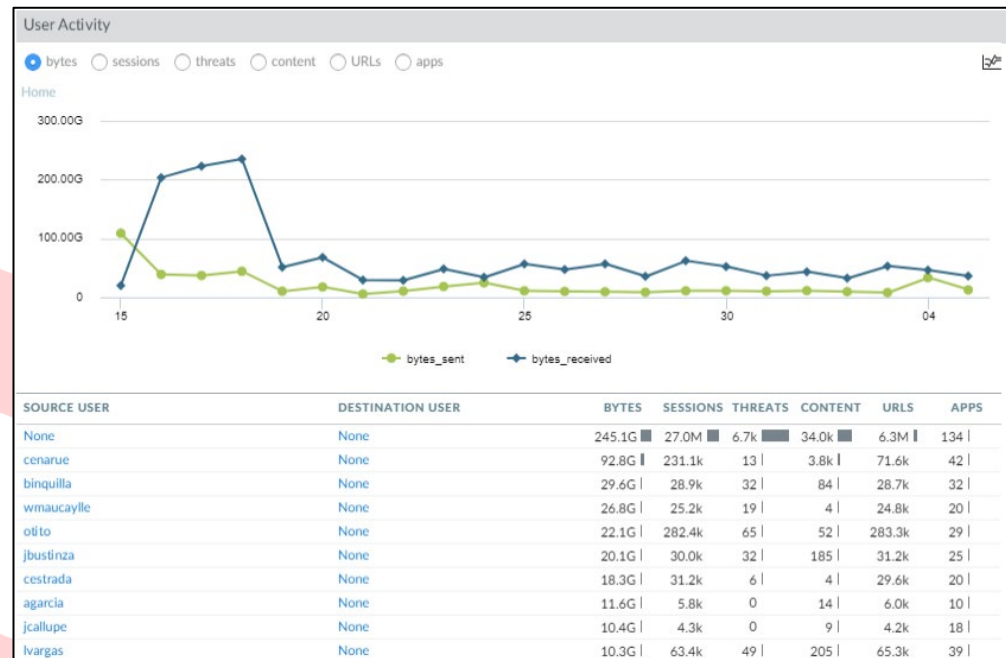 User Activity
bytes sessions threats content URLs apps
Home
300.00G
200.00G
100.00G
0
15 20 25 30 04
bytes_sent bytes_received
SOURCE USER DESTINATION USER BYTES SESSIONS THREATS CONTENT URLS APPS
None None 245.1G 27.0M 6.7k 34.0k 6.3M 134
cenarue None 92.8G 231.1k 13 3.8k 71.6k 42
binquilla None 29.6G 28.9k 32 84 28.7k 32
wmaucaylle None 26.8G 25.2k 19 4 24.8k 20
otito None 22.1G 282.4k 65 52 283.3k 29
jbustinza None 20.1G 30.0k 32 185 31.2k 25
cestrada None 18.3G 31.2k 6 4 29.6k 20
agarcia None 11.6G 5.8k 0 14 6.0k 10
jcallupe None 10.4G 4.3k 0 9 4.2k 18
lvargas None 10.3G 63.4k 49 205 65.3k 39